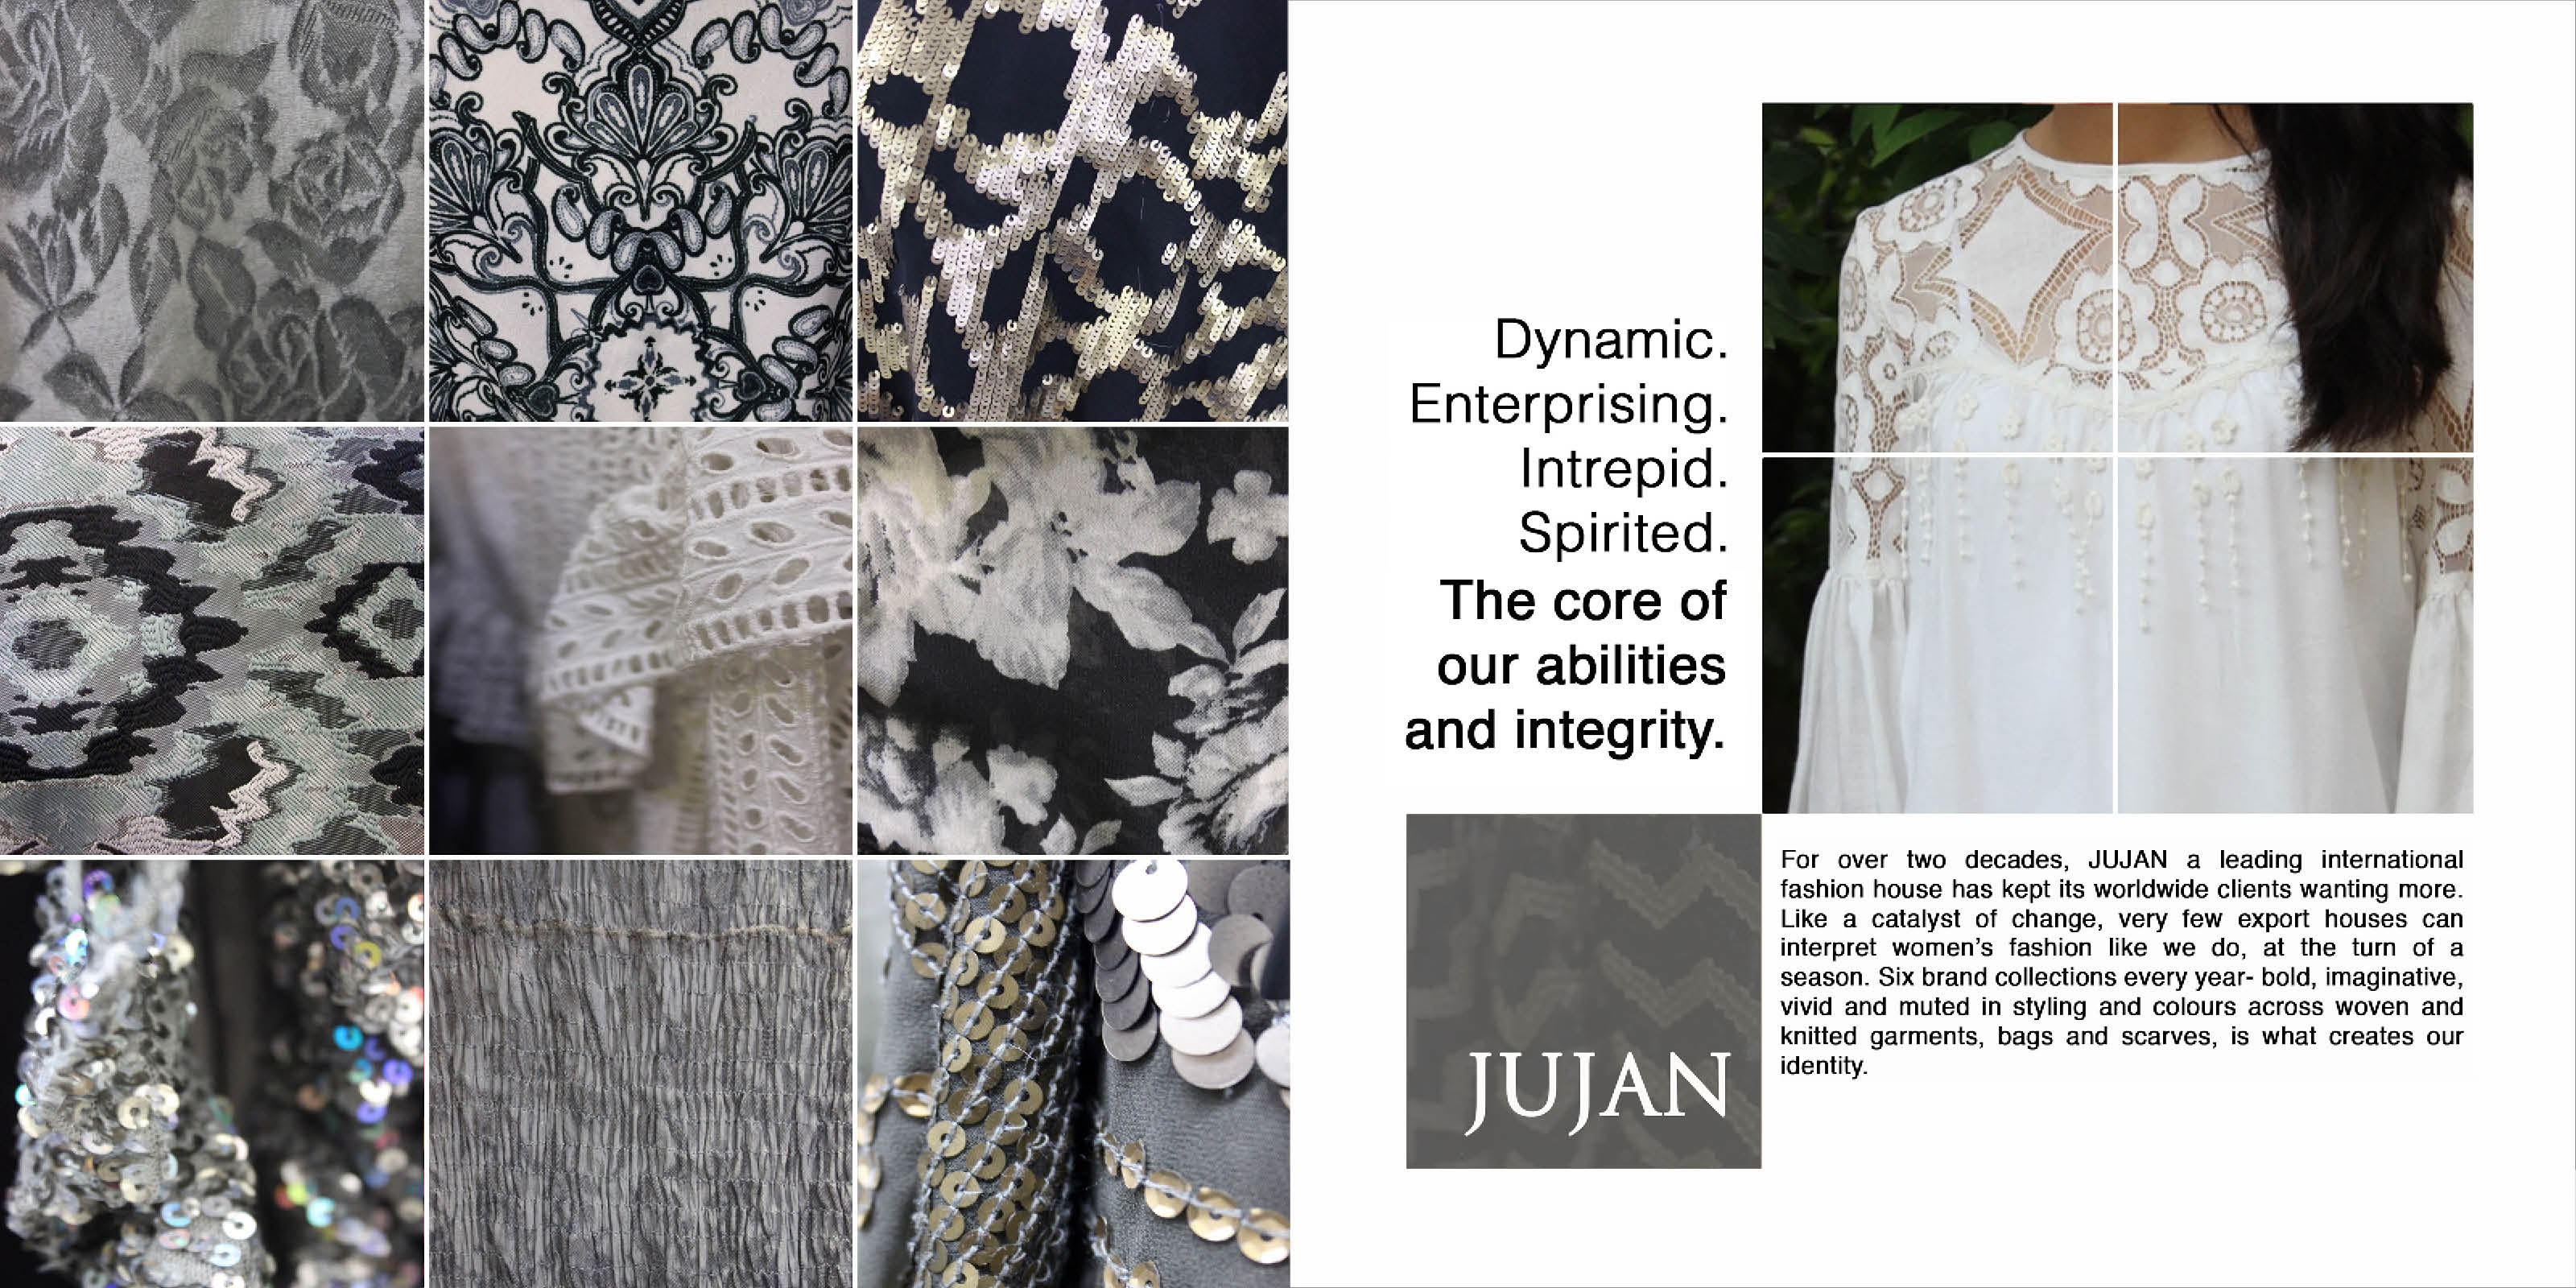 Dynamic.
Enterprising.
Intrepid.
Spirited.
The core of
our abilities
and integrity.
JUJAN
For over two decades, JUJAN a leading international
fashion house has kept its worldwide clients wanting more.
Like a catalyst of change, very few export houses can
interpret women's fashion like we do, at the turn of a
season. Six brand collections every year- bold, imaginative,
vivid and muted in styling and colours across woven and
knitted garments, bags and scarves, is what creates our
identity.